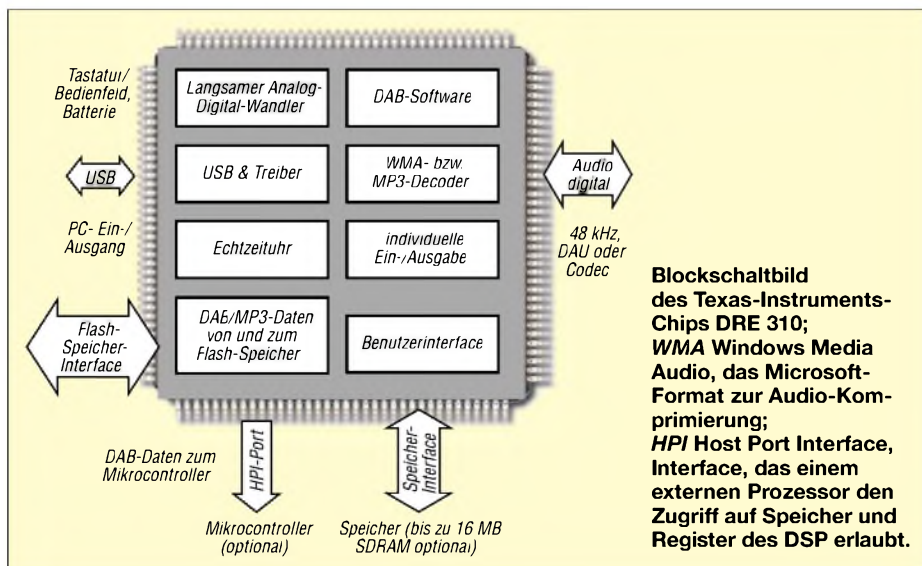 Tastatur/
Bedienfeld,
Batterie
USB
PC- Ein-/
Ausgang
Flash-
Speicher-
Interface
Langsamer Analog-
Digital-Wandler
DAB-Software
USB & Treiber
WMA- bzw.
MP3-Decoder
Echtzeituhr
individuelle
Ein-/Ausgabe
DAB/MP3-Daten
von und zum
Flash-Speicher
Benutzerinterface
Audio
digital
48 kHz,
DAU oder
Codec
DAB-Daten zum
Mikrocontroller
HPI-Port
Speicher-
Interface
Mikrocontroller
(optional)
Speicher (bis zu 16 MB
SDRAM optional)
Blockschaltbild
des Texas-Instruments-
Chips DRE 310;
WMA Windows Media
Audio, das Microsoft-
Format zur Audio-Kom-
primierung;
HPI Host Port Interface,
Interface, das einem
externen Prozessor den
Zugriff auf Speicher und
Register des DSP erlaubt.